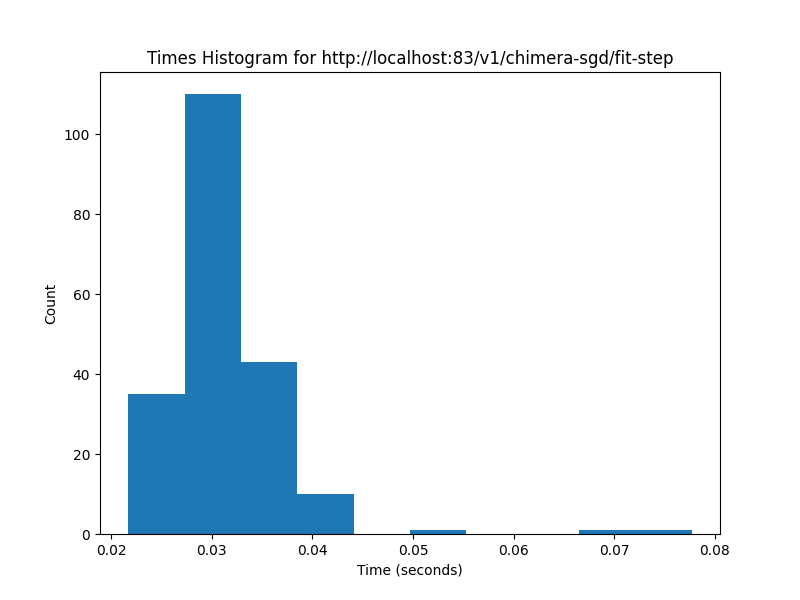 Times Histogram for http://localhost:83/v1/chimera-sgd/fit-step
100
80
60
40
20
0
Count
0.02 0.03 0.04 0.05 0.06 0.07 0.08
Time (seconds)